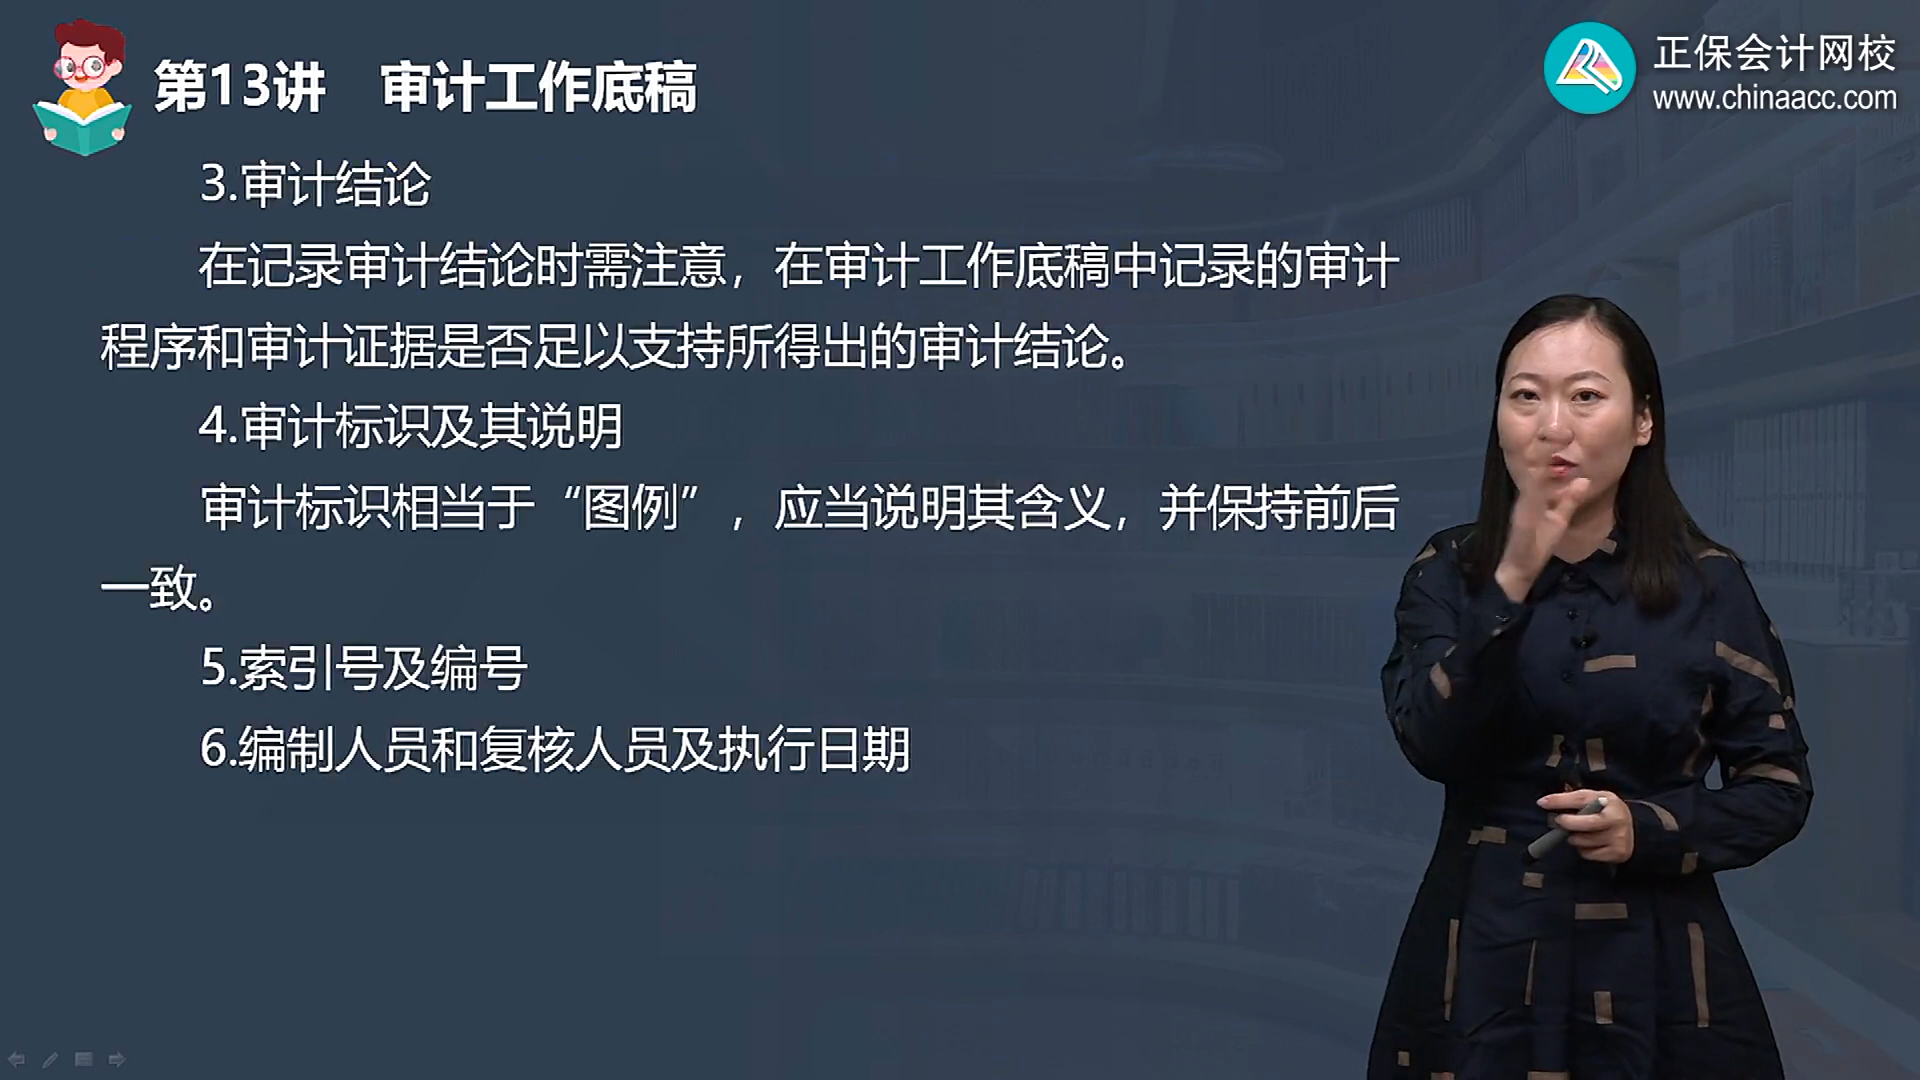 第13讲 审计工作底稿
正保会计网校
www.chinaacc.com
3.审计结论
在记录审计结论时需注意，在审计工作底稿中记录的审计
程序和审计证据是否足以支持所得出的审计结论。
4.审计标识及其说明
审计标识相当于“图例”，应当说明其含义，并保持前后
一致。
5.索引号及编号
6.编制人员和复核人员及执行日期